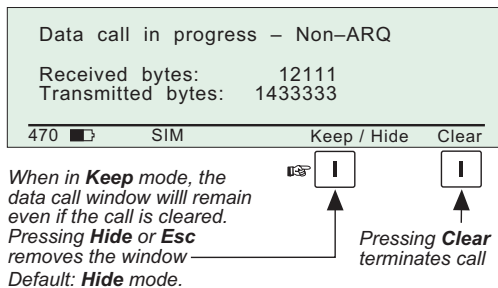 Data call in progress – Non–ARQ
Received bytes: 12111
Transmitted bytes: 1433333
470 SIM Keep / Hide Clear
When in Keep mode, the
data call window willl remain
even if the call is cleared.
Pressing Hide or Esc
removes the window
Default: Hide mode.
Pressing Clear
terminates call